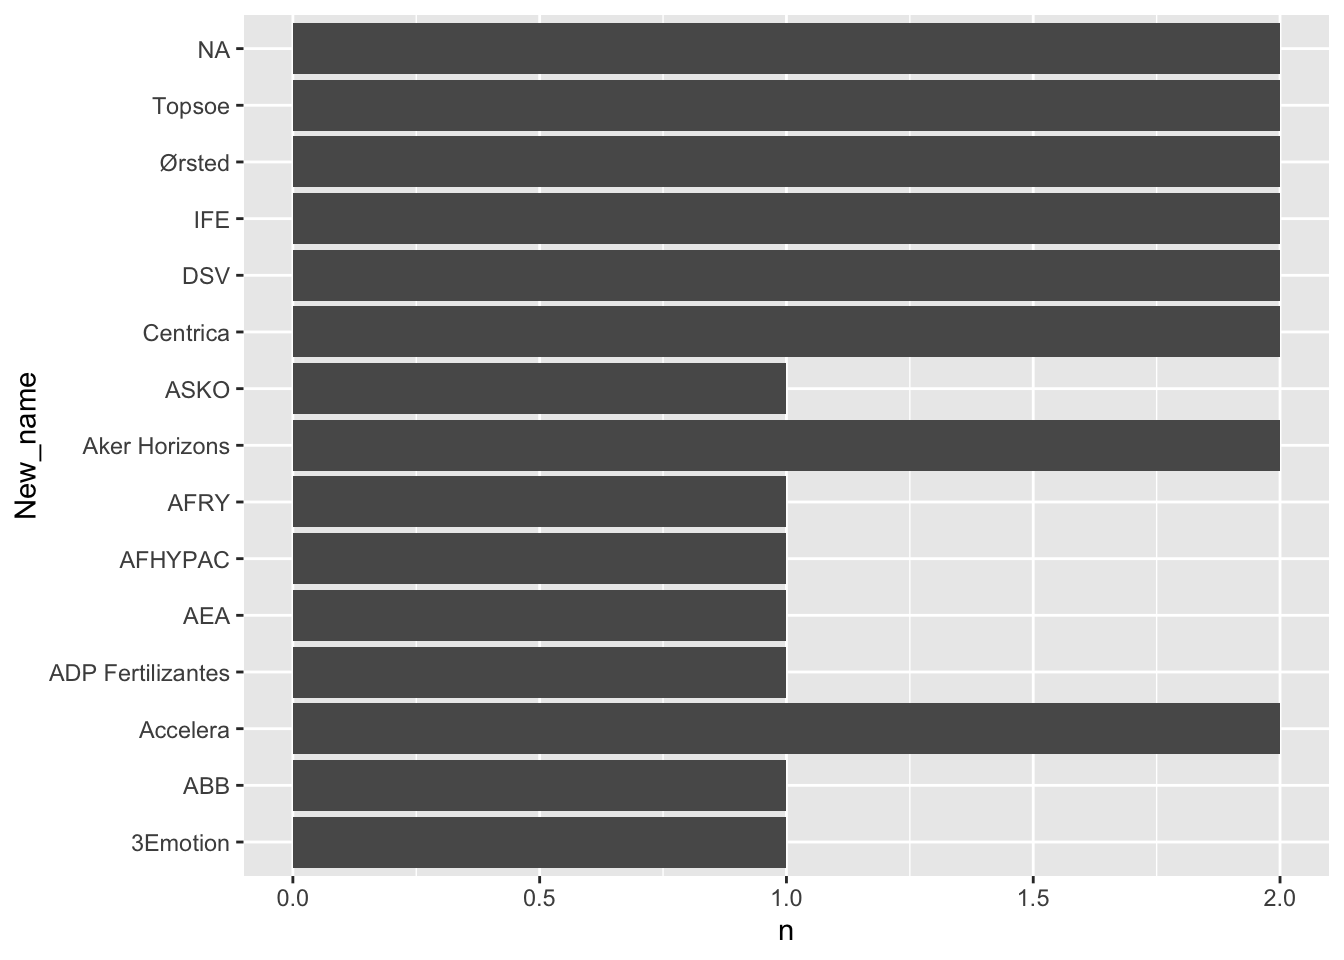 NA
Topsoe
Ørsted
IFE
DSV
Centrica
ASKO
Aker Horizons
AFRY
AFHYPAC
AEA
ADP Fertilizantes
Accelera
ABB
3Emotion
New_name
0.0 0.5 1.0 1.5 2.0
n